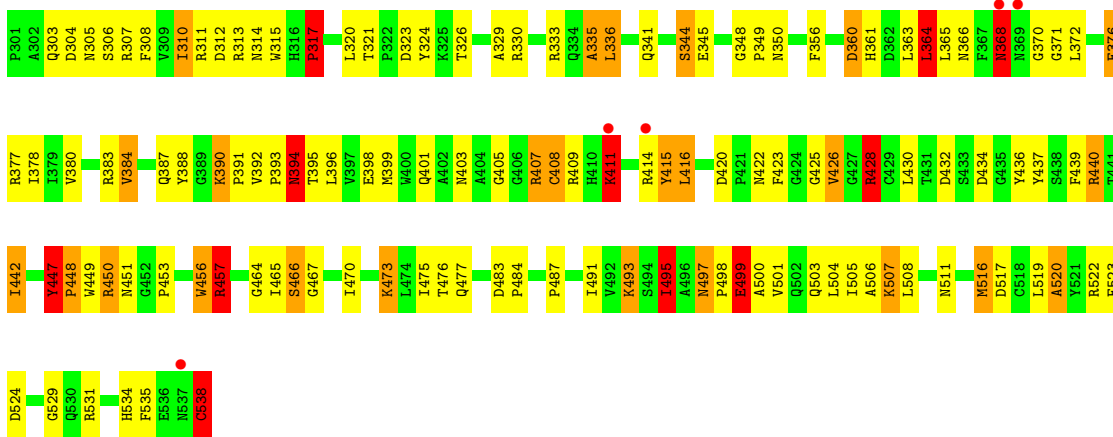 P301 A302 Q303 D304 N305 S306 R307 F308 V309 I310 R311 D312 R313 N314 W315 H316 P317 L320 T321 P322 D323 Y324 K325 T326 A329 R330 R333 Q334 A335 L336 Q341 S344 E345 G348 P349 N350 F356 D360 H361 D362 L363 L364 L365 N366 F367 N368 N369 G370 G371 L372 F376
R377 I378 I379 V380 R383 V384 Q387 Y388 G389 K390 P391 V392 P393 N394 T395 L396 V397 E398 M399 W400 Q401 A402 N403 A404 G405 G406 R407 C408 R409 H410 K411 R414 Y415 L416 D420 P421 N422 F423 G424 G425 V426 G427 R428 C429 L430 T431 D432 S433 D434 G435 Y436 Y437 S438 F439 R440 T441
I442 Y447 P448 W449 R450 N451 G452 P453 W456 R457 G464 I465 S466 G467 I470 K473 L474 I475 T476 Q477 D483 P484 P487 I491 V492 K493 S494 I495 A496 N497 P498 E499 A500 V501 Q502 Q503 L504 I505 A506 K507 L508 N511 M516 D517 C518 L519 A520 Y521 R522 F523
D524 G529 Q530 R531 H534 F535 E536 N537 C538